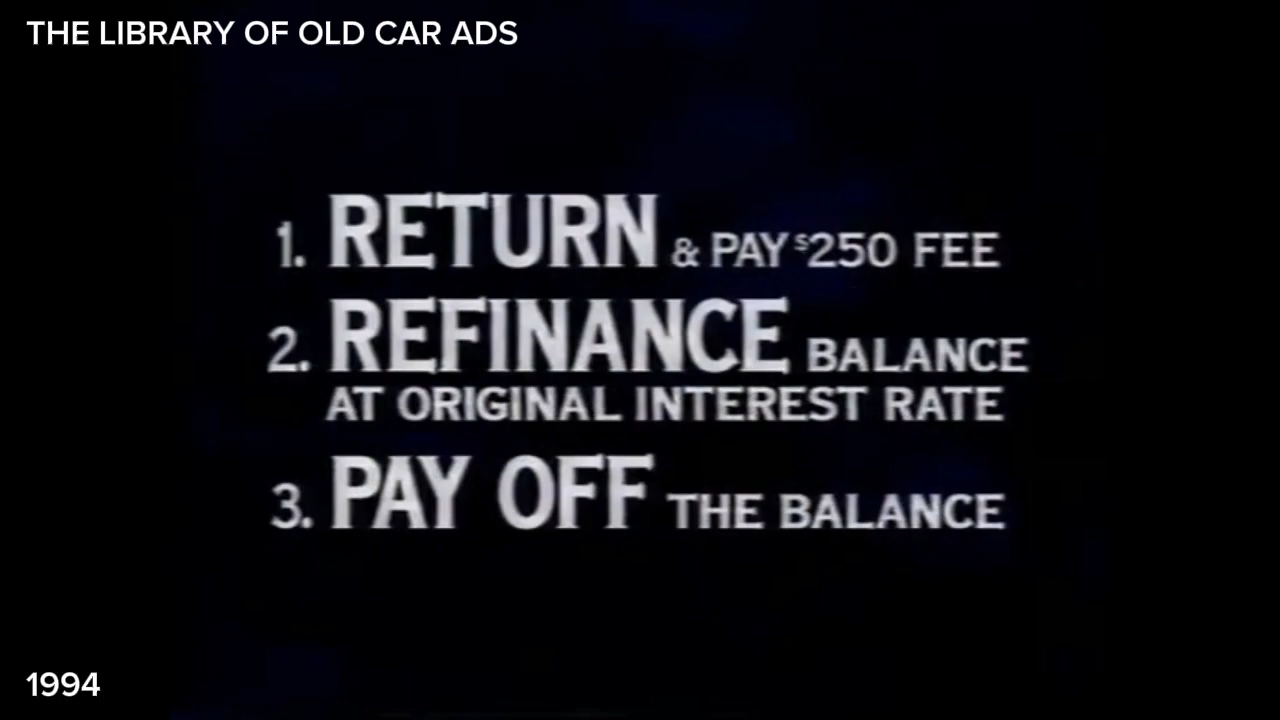 THE LIBRARY OF OLD CAR ADS
1. RETURN & PAY $250 FEE
2. REFINANCE BALANCE
AT ORIGINAL INTEREST RATE
3. PAY OFF THE BALANCE
1994